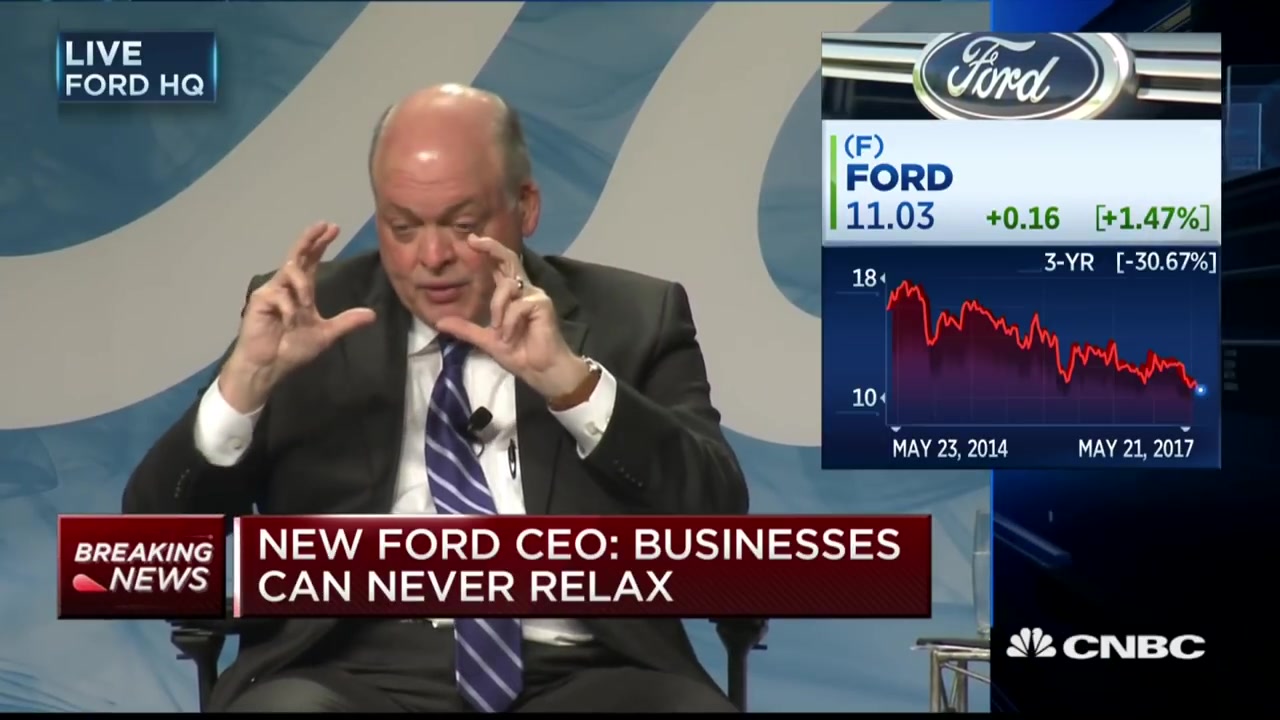 LIVE
FORD HQ
Ford
(F)
FORD
11.03 +0.16 [+1.47%]
3-YR [-30.67%]
18
10
MAY 23, 2014 MAY 21, 2017
BREAKING
NEWS
NEW FORD CEO: BUSINESSES
CAN NEVER RELAX
CNBC